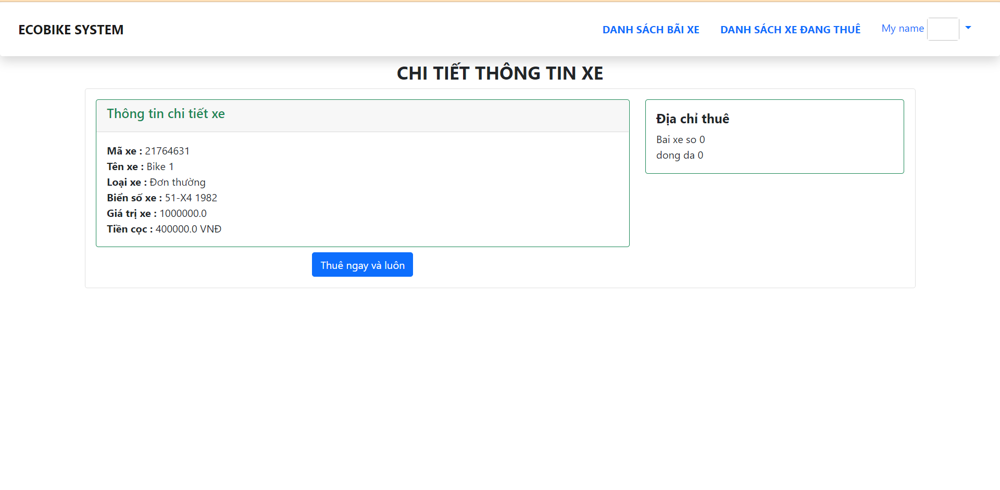 ECOBIKE SYSTEM
DANH SÁCH BÃI XE
DANH SÁCH XE ĐANG THUÊ
My name
CHI TIẾT THÔNG TIN XE
Thông tin chi tiết xe
Mã xe : 21764631
Tên xe : Bike 1
Loại xe : Đơn thường
Biển số xe : 51-X4 1982
Giá trị xe : 1000000.0
Tiền cọc : 400000.0 VNĐ
Thuê ngay và luôn
Địa chỉ thuê
Bai xe so 0
dong da 0